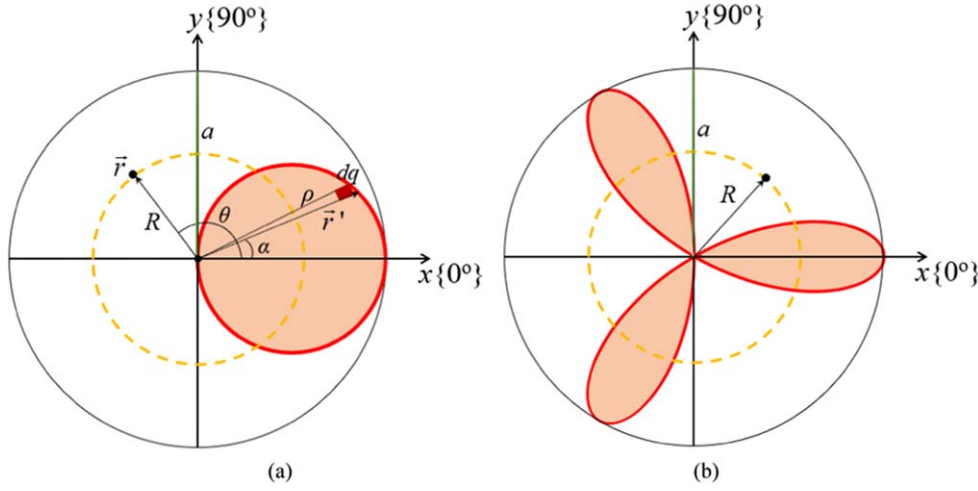 y{90º}
y{90º}
a
a
r⃗
dq
ρ
R
θ
r⃗ '
R
α
x{0º}
x{0º}
(a)
(b)